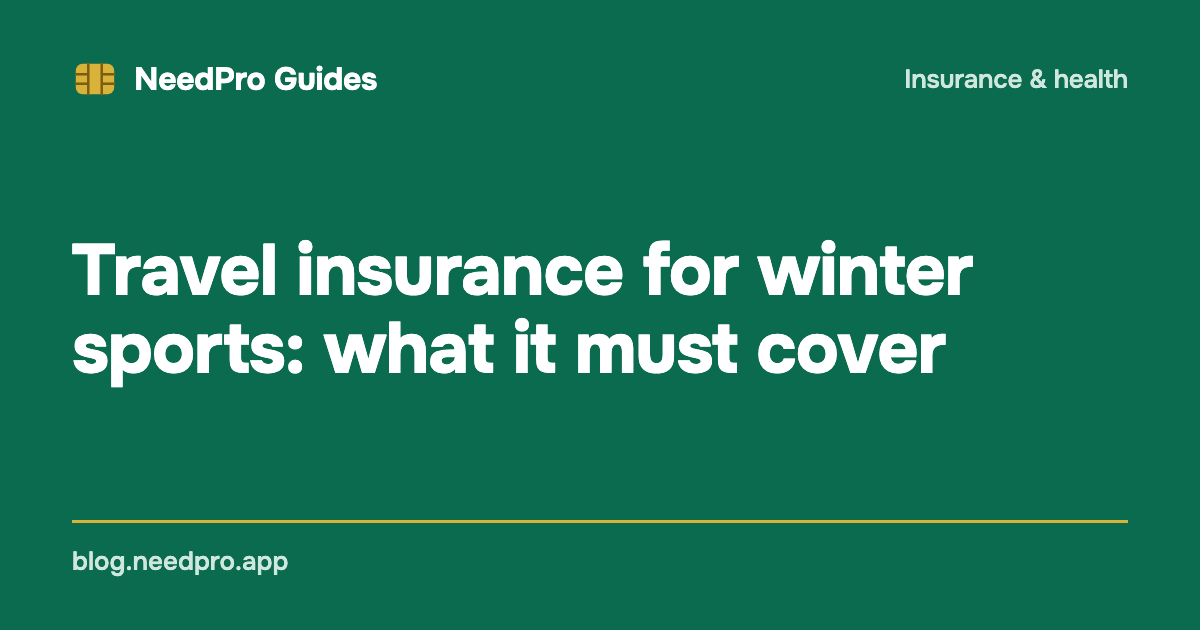 NeedPro Guides
Insurance & health
Travel insurance for winter
sports: what it must cover
blog.needpro.app